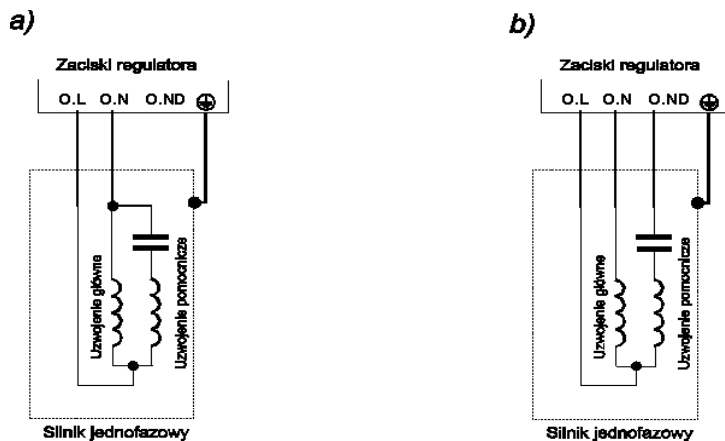 a)
Zaciski regulatora
O.L O.N O.ND
Uzwojenie główne
Uzwojenie pomocnicze
Silnik jednofazowy
b)
Zaciski regulatora
O.L O.N O.ND
Uzwojenie główne
Uzwojenie pomocnicze
Silnik jednofazowy